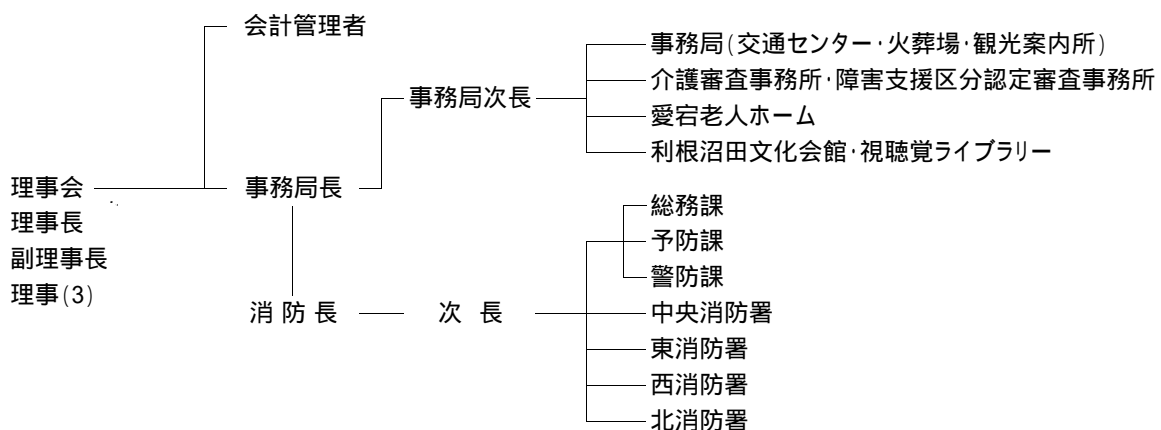 会計管理者
事務局(交通センター・火葬場・観光案内所)
介護審査事務所・障害支援区分認定審査事務所
事務局次長
愛宕老人ホーム
利根沼田文化会館・視聴覚ライブラリー
理事会
事務局長
理事長
副理事長
理事(3)
総務課
予防課
警防課
消防長
次長
中央消防署
東消防署
西消防署
北消防署